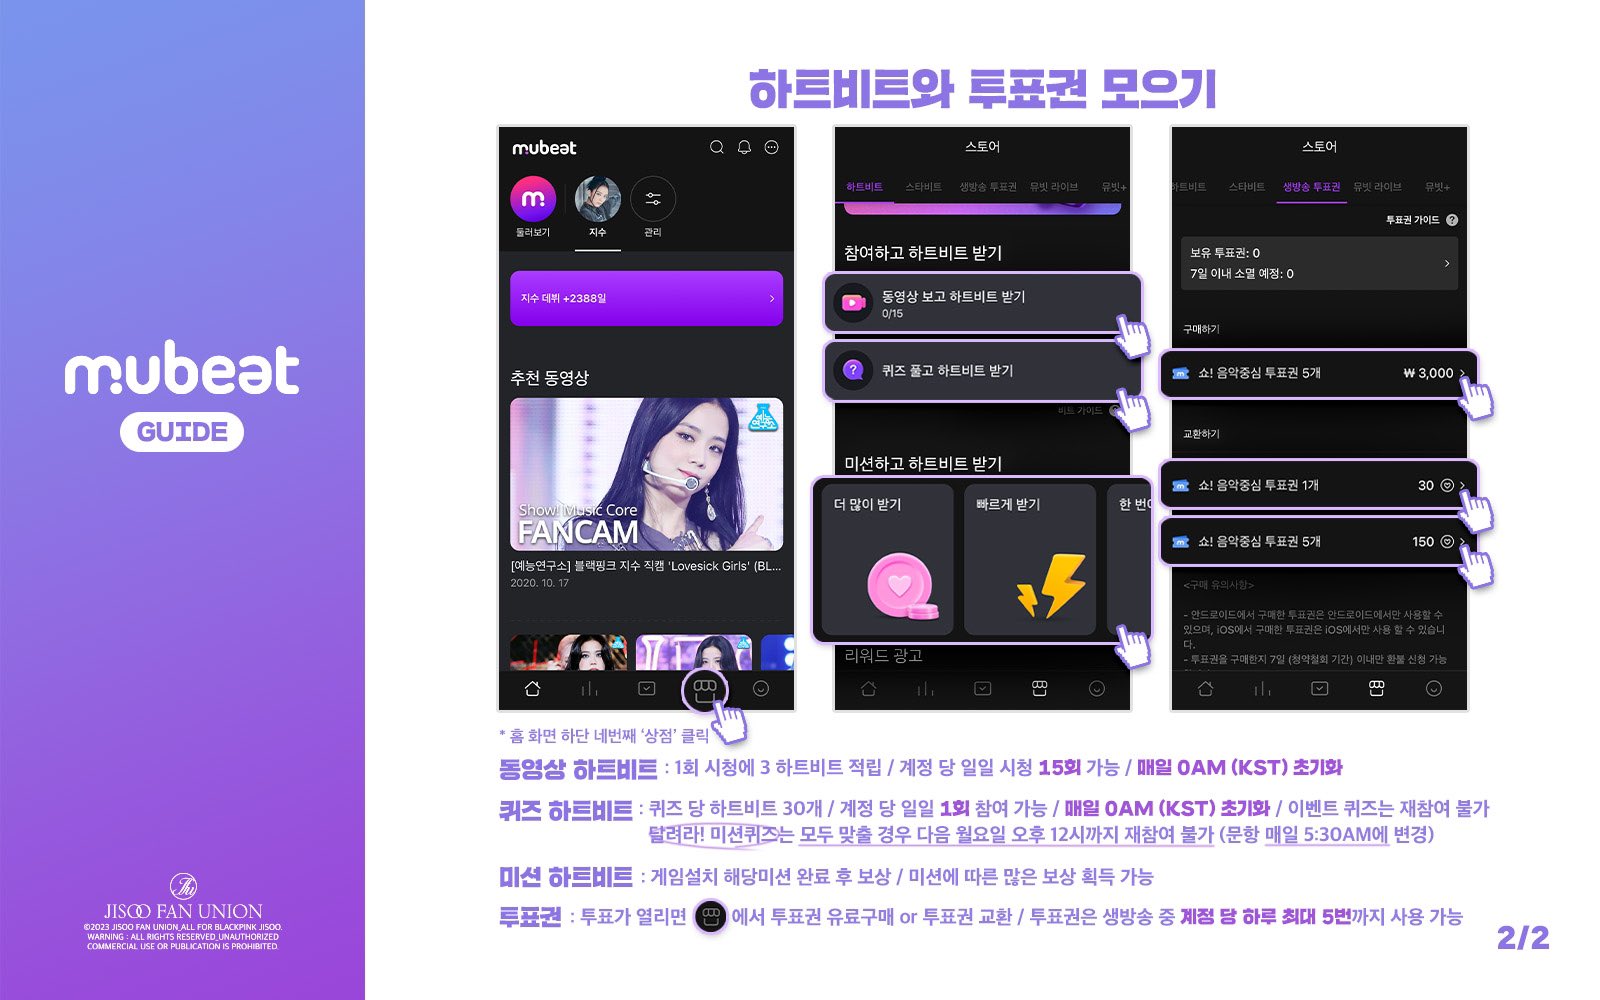 하트비트와 투표권 모으기
mubeat
GUIDE
JISOO FAN UNION
©2023 JISOO FAN UNION_ALL FOR BLACKPINK JISOO.
WARNING : ALL RIGHTS RESERVED_UNAUTHORIZED
COMMERCIAL USE OR PUBLICATION IS PROHIBITED.
mubeat
m
둘러보기 지수 관리
지수 데뷔 +2388일
추천 동영상
예능연구소
Show! Music Core
FANCAM
[예능연구소] 블랙핑크 지수 직캠 'Lovesick Girls' (BL...
2020. 10. 17
스토어
하트비트 스타비트 생방송 투표권 뮤빗 라이브 뮤빗+
참여하고 하트비트 받기
동영상 보고 하트비트 받기
0/15
퀴즈 풀고 하트비트 받기
비트 가이드
미션하고 하트비트 받기
더 많이 받기 빠르게 받기 한 번에
리워드 광고
스토어
하트비트 스타비트 생방송 투표권 뮤빗 라이브 뮤빗+
투표권 가이드 ?
보유 투표권: 0
7일 이내 소멸 예정: 0
구매하기
쇼! 음악중심 투표권 5개 ₩ 3,000
교환하기
쇼! 음악중심 투표권 1개 30
쇼! 음악중심 투표권 5개 150
<구매 유의사항>
- 안드로이드에서 구매한 투표권은 안드로이드에서만 사용할 수
있으며, iOS에서 구매한 투표권은 iOS에서만 사용 할 수 있습니
다.
- 투표권을 구매한지 7일 (청약철회 기간) 이내만 환불 신청 가능
* 홈 화면 하단 네번째 ‘상점’ 클릭
동영상 하트비트 : 1회 시청에 3 하트비트 적립 / 계정 당 일일 시청 15회 가능 / 매일 0AM (KST) 초기화
퀴즈 하트비트 : 퀴즈 당 하트비트 30개 / 계정 당 일일 1회 참여 가능 / 매일 0AM (KST) 초기화 / 이벤트 퀴즈는 재참여 불가
달려라! 미션퀴즈는 모두 맞출 경우 다음 월요일 오후 12시까지 재참여 불가 (문항 매일 5:30AM에 변경)
미션 하트비트 : 게임설치 해당미션 완료 후 보상 / 미션에 따른 많은 보상 획득 가능
투표권 : 투표가 열리면 에서 투표권 유료구매 or 투표권 교환 / 투표권은 생방송 중 계정 당 하루 최대 5번까지 사용 가능
2/2